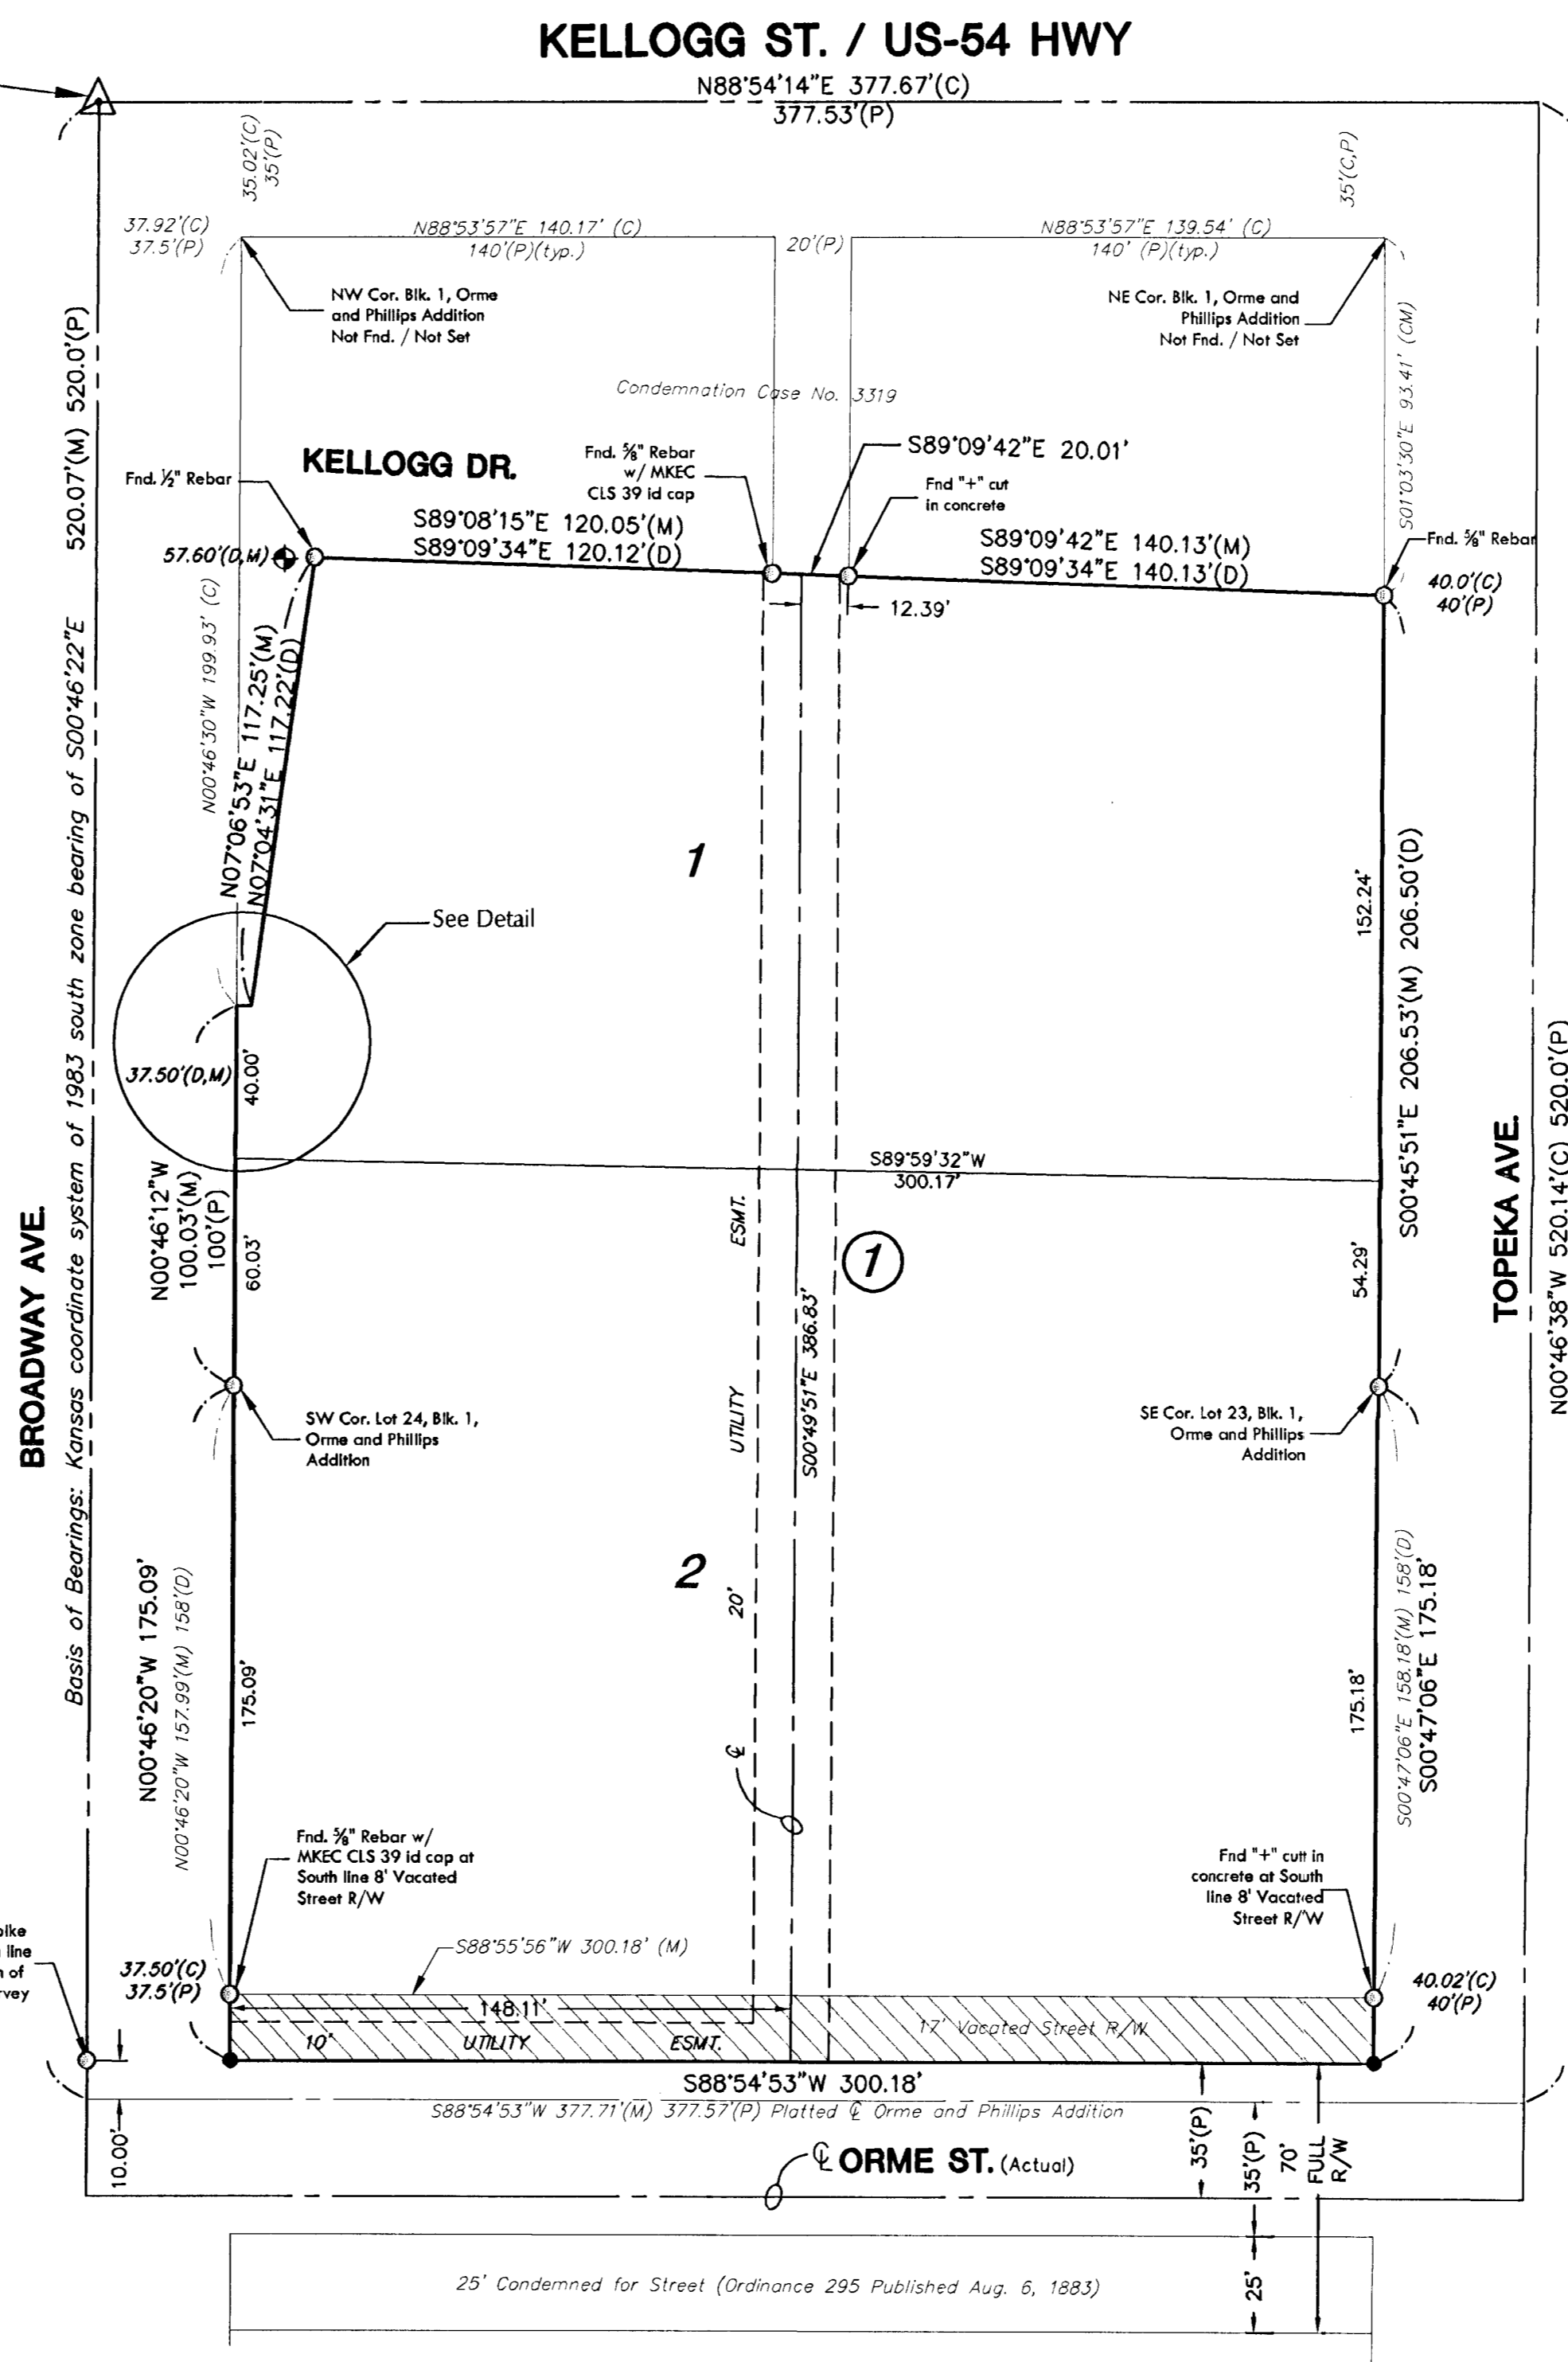 KELLOGG ST. / US-54 HWY
N88°54'14"E 377.67'(C)
377.53'(P)
35.02'(C)
35'(P)
35'(C,P)
37.92'(C)
37.5'(P)
N88°53'57"E 140.17' (C)
140'(P)(typ.)
20'(P)
N88°53'57"E 139.54' (C)
140' (P)(typ.)
NW Cor. Blk. 1, Orme
and Phillips Addition
Not Fnd. / Not Set
NE Cor. Blk. 1, Orme and
Phillips Addition
Not Fnd. / Not Set
S01°03'30"E 93.41' (CM)
Condemnation Case No. 3319
KELLOGG DR.
Fnd. ½" Rebar
Fnd. ⅝" Rebar
w/ MKEC
CLS 39 id cap
S89°09'42"E 20.01'
Fnd "+" cut
in concrete
S89°08'15"E 120.05'(M)
S89°09'34"E 120.12'(D)
S89°09'42"E 140.13'(M)
S89°09'34"E 140.13'(D)
Fnd. ⅝" Rebar
57.60'(D,M)
40.0'(C)
40'(P)
12.39'
N00°46'30"W 199.93' (C)
N07°06'53"E 117.25'(M)
N07°04'31"E 117.22'(D)
1
See Detail
152.24'
S00°45'51"E 206.53'(M) 206.50'(D)
37.50'(D,M)
40.00'
S89°59'32"W
300.17'
N00°46'12"W
100.03'(M)
100'(P)
60.03'
54.29'
BROADWAY AVE.
Basis of Bearings: Kansas coordinate system of 1983 south zone bearing of S00°46'22"E 520.07'(M) 520.0'(P)
TOPEKA AVE.
N00°46'38"W 520.14'(C) 520.0'(P)
20' UTILITY ESMT.
1
S00°49'51"E 386.83'
SW Cor. Lot 24, Blk. 1,
Orme and Phillips
Addition
SE Cor. Lot 23, Blk. 1,
Orme and Phillips
Addition
2
N00°46'20"W 175.09'
N00°46'20"W 157.99'(M) 158'(D)
175.09'
175.18'
S00°47'06"E 158.18'(M) 158'(D)
S00°47'06"E 175.18'
℄
Fnd. ⅝" Rebar w/
MKEC CLS 39 id cap at
South line 8' Vacated
Street R/W
Fnd "+" cutt in
concrete at South
line 8' Vacated
Street R/W
line
of
37.50'(C)
37.5'(P)
S88°55'56"W 300.18' (M)
40.02'(C)
40'(P)
148.11'
17' Vacated Street R/W
10' UTILITY ESMT.
S88°54'53"W 300.18'
S88°54'53"W 377.71'(M) 377.57'(P) Platted ℄ Orme and Phillips Addition
10.00'
℄ ORME ST. (Actual)
35'(P)
35'(P)
70'
FULL
R/W
25' Condemned for Street (Ordinance 295 Published Aug. 6, 1883)
25'